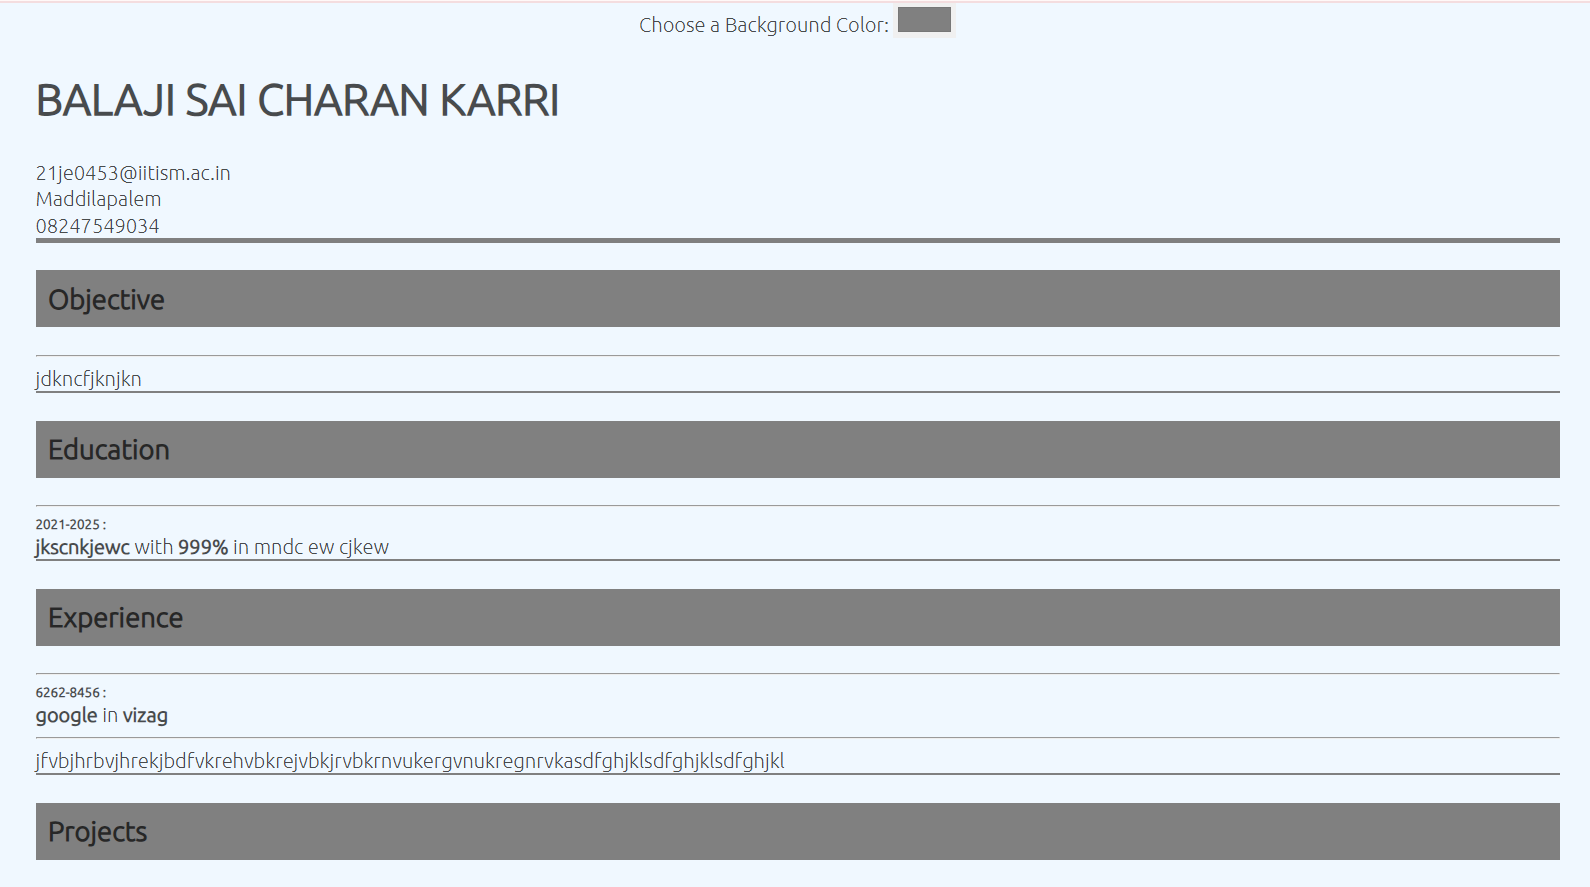 Choose a Background Color:
BALAJI SAI CHARAN KARRI
21je0453@iitism.ac.in
Maddilapalem
08247549034
Objective
jdkncfjknjkn
Education
2021-2025 :
jkscnkjewc with 999% in mndc ew cjkew
Experience
6262-8456 :
google in vizag
jfvbjhrbvjhrekjbdfvkrehvbkrejvbkjrvbkrnvukergvnukregnrvkasdfghjklsdfghjklsdfghjkl
Projects